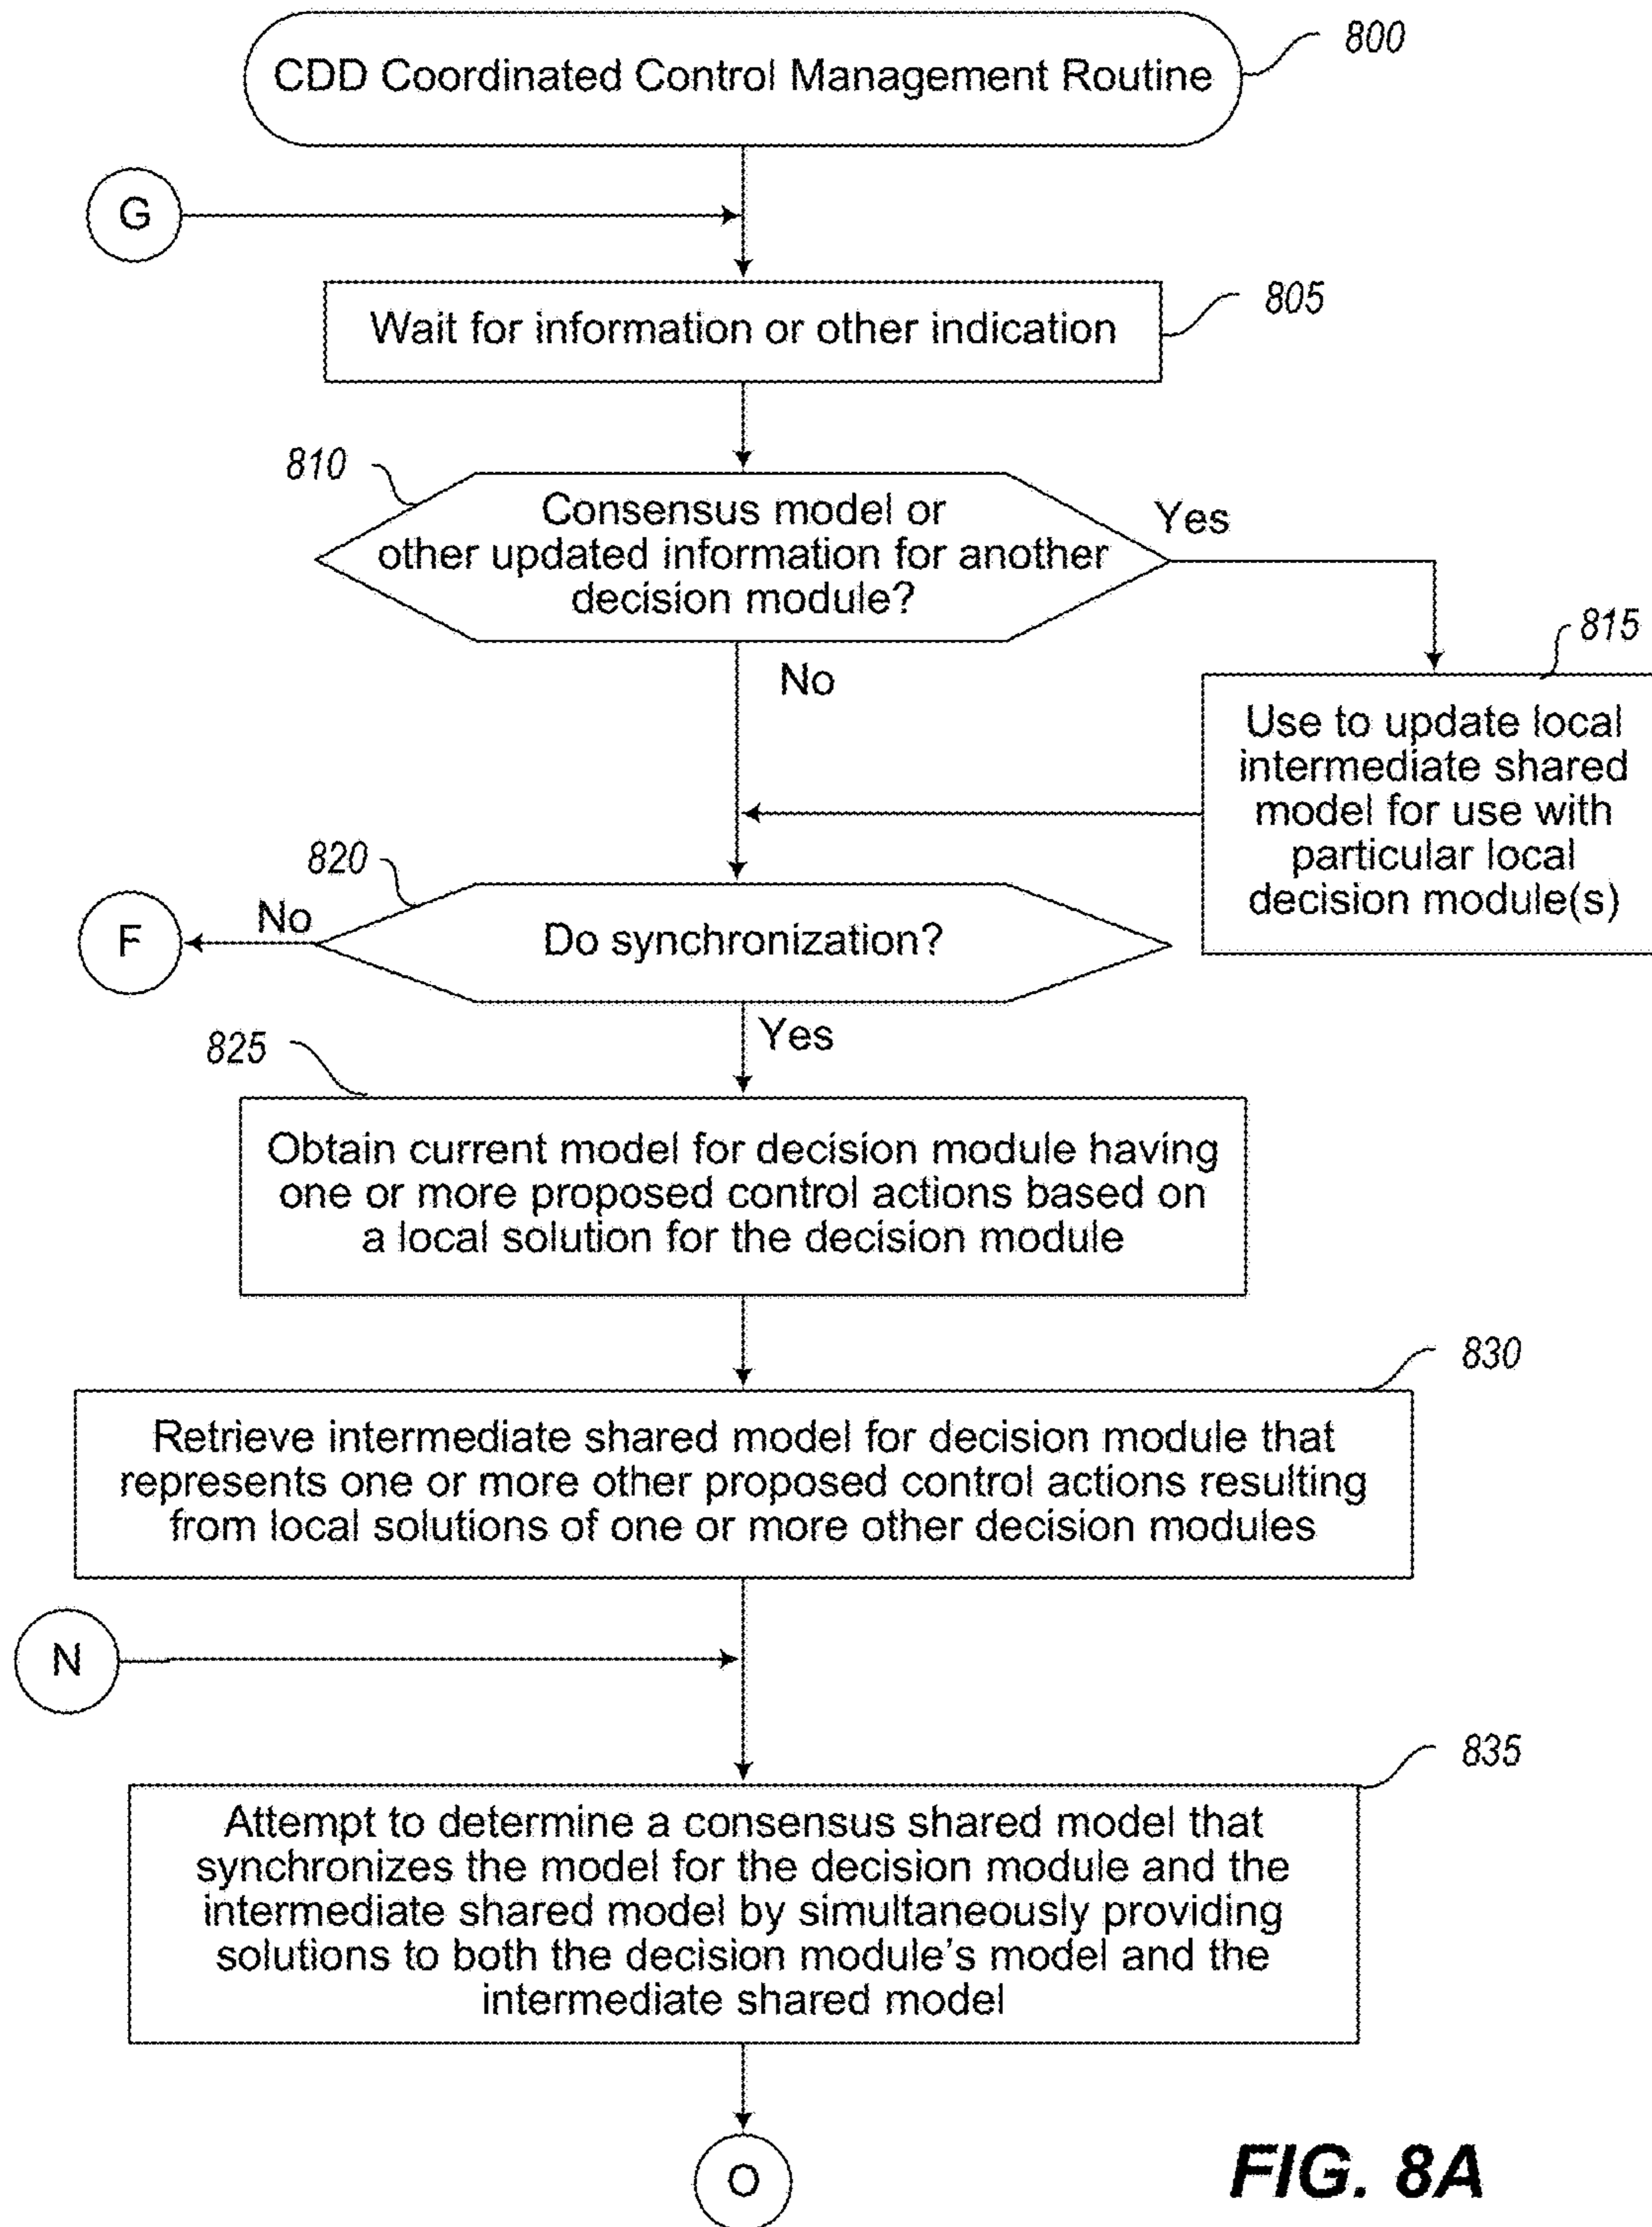 CDD Coordinated Control Management Routine
800
G
Wait for information or other indication
805
810
Consensus model or
other updated information for another
decision module?
Yes
No
815
Use to update local
intermediate shared
model for use with
particular local
decision module(s)
820
F
No
Do synchronization?
Yes
825
Obtain current model for decision module having
one or more proposed control actions based on
a local solution for the decision module
830
Retrieve intermediate shared model for decision module that
represents one or more other proposed control actions resulting
from local solutions of one or more other decision modules
N
835
Attempt to determine a consensus shared model that
synchronizes the model for the decision module and the
intermediate shared model by simultaneously providing
solutions to both the decision module's model and the
intermediate shared model
O
FIG. 8A